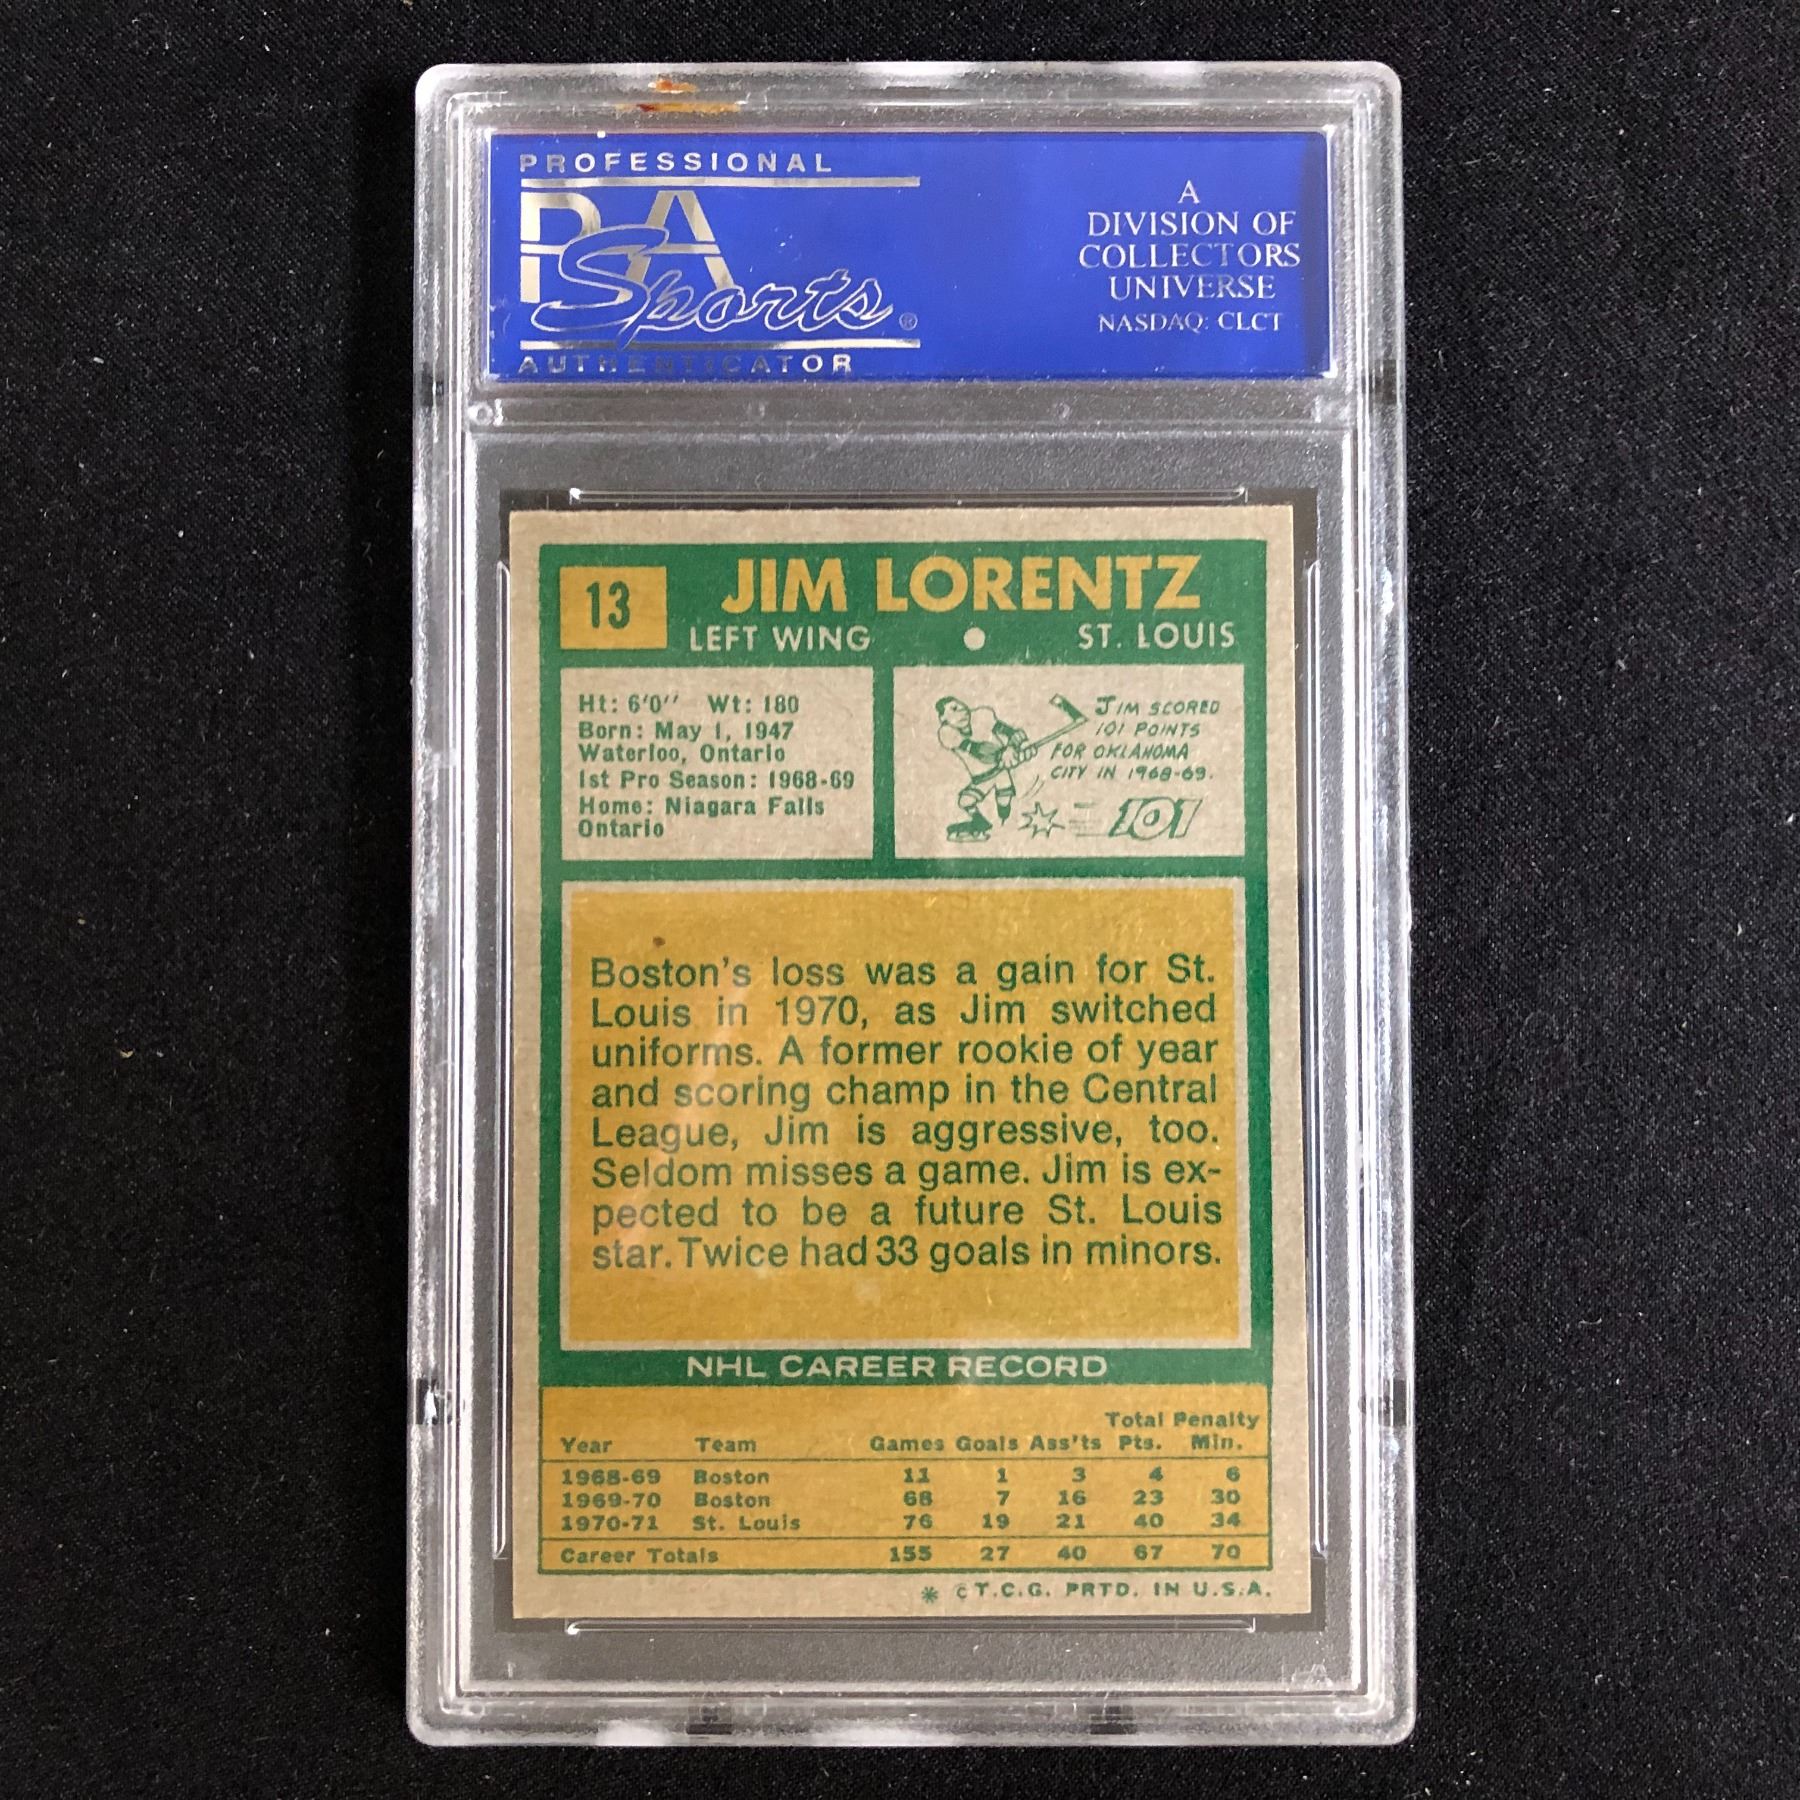 PROFESSIONAL
PSA
Sports®
AUTHENTICATOR
A
DIVISION OF
COLLECTORS
UNIVERSE
NASDAQ: CLCT
13
JIM LORENTZ
LEFT WING ● ST. LOUIS
Ht: 6'0'' Wt: 180
Born: May 1, 1947
Waterloo, Ontario
1st Pro Season: 1968-69
Home: Niagara Falls
Ontario
JIM SCORED
101 POINTS
FOR OKLAHOMA
CITY IN 1968-69.
101
Boston's loss was a gain for St.
Louis in 1970, as Jim switched
uniforms. A former rookie of year
and scoring champ in the Central
League, Jim is aggressive, too.
Seldom misses a game. Jim is ex-
pected to be a future St. Louis
star. Twice had 33 goals in minors.
NHL CAREER RECORD
Total Penalty
Year Team Games Goals Ass'ts Pts. Min.
1968-69 Boston 11 1 3 4 6
1969-70 Boston 68 7 16 23 30
1970-71 St. Louis 76 19 21 40 34
Career Totals 155 27 40 67 70
* © T.C.G. PRTD. IN U.S.A.